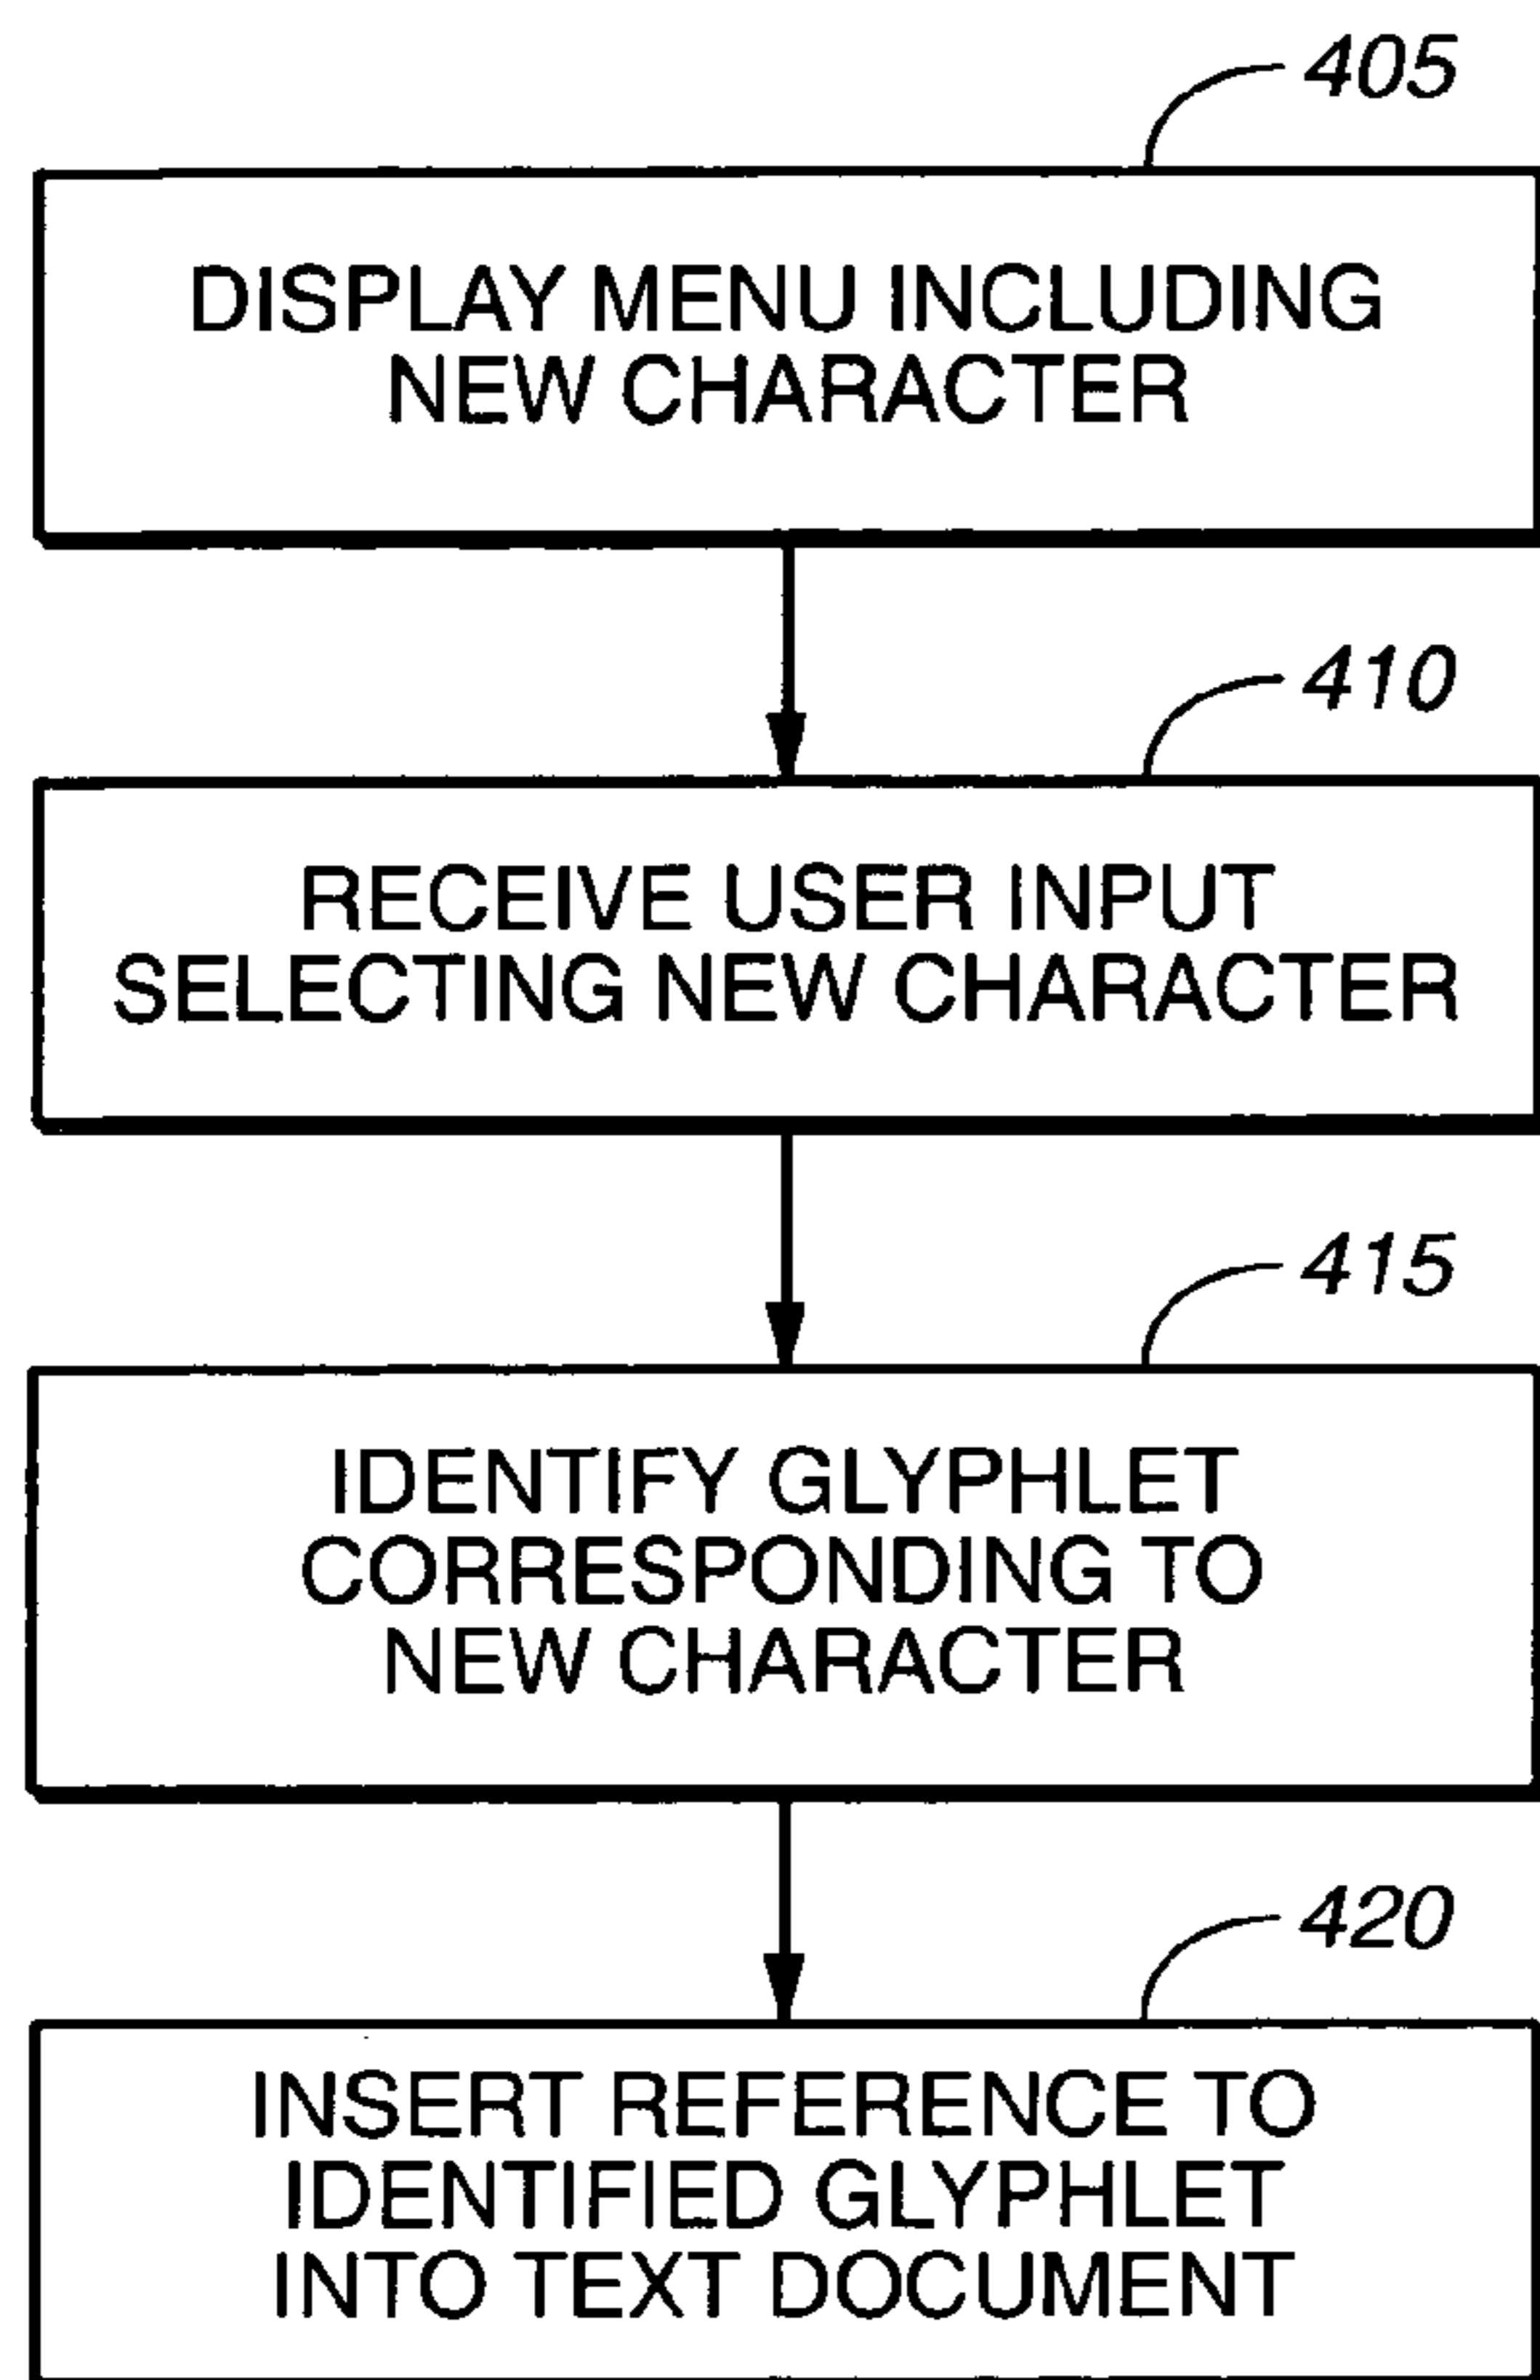 405
DISPLAY MENU INCLUDING
NEW CHARACTER
410
RECEIVE USER INPUT
SELECTING NEW CHARACTER
415
IDENTIFY GLYPHLET
CORRESPONDING TO
NEW CHARACTER
420
INSERT REFERENCE TO
IDENTIFIED GLYPHLET
INTO TEXT DOCUMENT